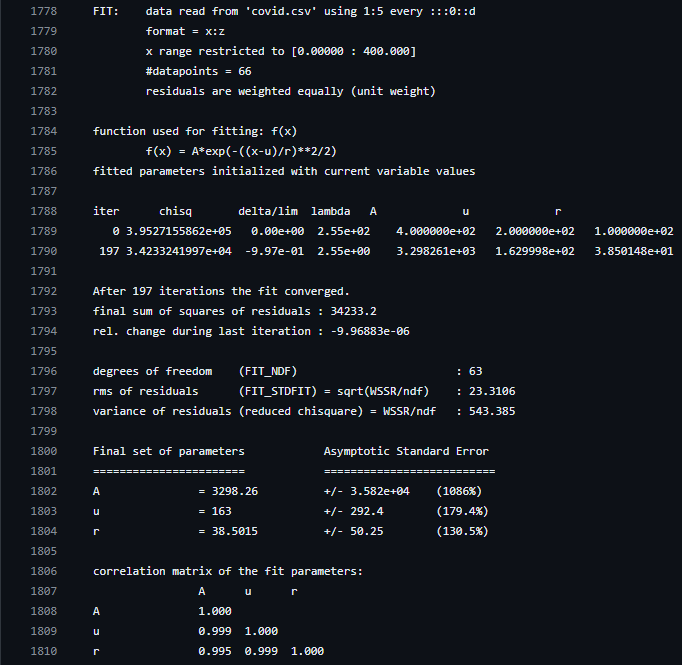 1778 FIT:    data read from 'covid.csv' using 1:5 every :::0::d
1779         format = x:z
1780         x range restricted to [0.00000 : 400.000]
1781         #datapoints = 66
1782         residuals are weighted equally (unit weight)
1783
1784 function used for fitting: f(x)
1785         f(x) = A*exp(-((x-u)/r)**2/2)
1786 fitted parameters initialized with current variable values
1787
1788 iter      chisq       delta/lim  lambda   A             u             r
1789    0 3.9527155862e+05   0.00e+00  2.55e+02    4.000000e+02   2.000000e+02   1.000000e+02
1790  197 3.4233241997e+04  -9.97e-01  2.55e+00    3.298261e+03   1.629998e+02   3.850148e+01
1791
1792 After 197 iterations the fit converged.
1793 final sum of squares of residuals : 34233.2
1794 rel. change during last iteration : -9.96883e-06
1795
1796 degrees of freedom    (FIT_NDF)                        : 63
1797 rms of residuals      (FIT_STDFIT) = sqrt(WSSR/ndf)    : 23.3106
1798 variance of residuals (reduced chisquare) = WSSR/ndf   : 543.385
1799
1800 Final set of parameters            Asymptotic Standard Error
1801 =======================            ==========================
1802 A               = 3298.26          +/- 3.582e+04    (1086%)
1803 u               = 163              +/- 292.4        (179.4%)
1804 r               = 38.5015          +/- 50.25        (130.5%)
1805
1806 correlation matrix of the fit parameters:
1807                 A      u      r
1808 A               1.000
1809 u               0.999  1.000
1810 r               0.995  0.999  1.000